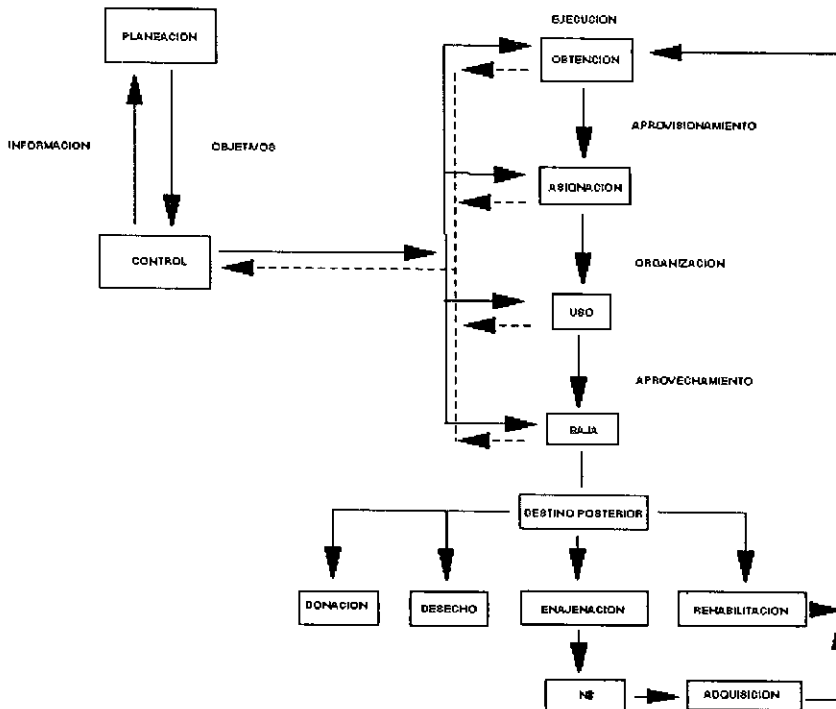 EJECUCION
PLANEACION
OBTENCION
INFORMACION
OBJETIVOS
APROVISIONAMIENTO
ASIGNACION
CONTROL
ORGANIZACION
USO
APROVECHAMIENTO
BAJA
DESTINO POSTERIOR
DONACION
DESECHO
ENAJENACION
REHABILITACION
N$
ADQUISICION